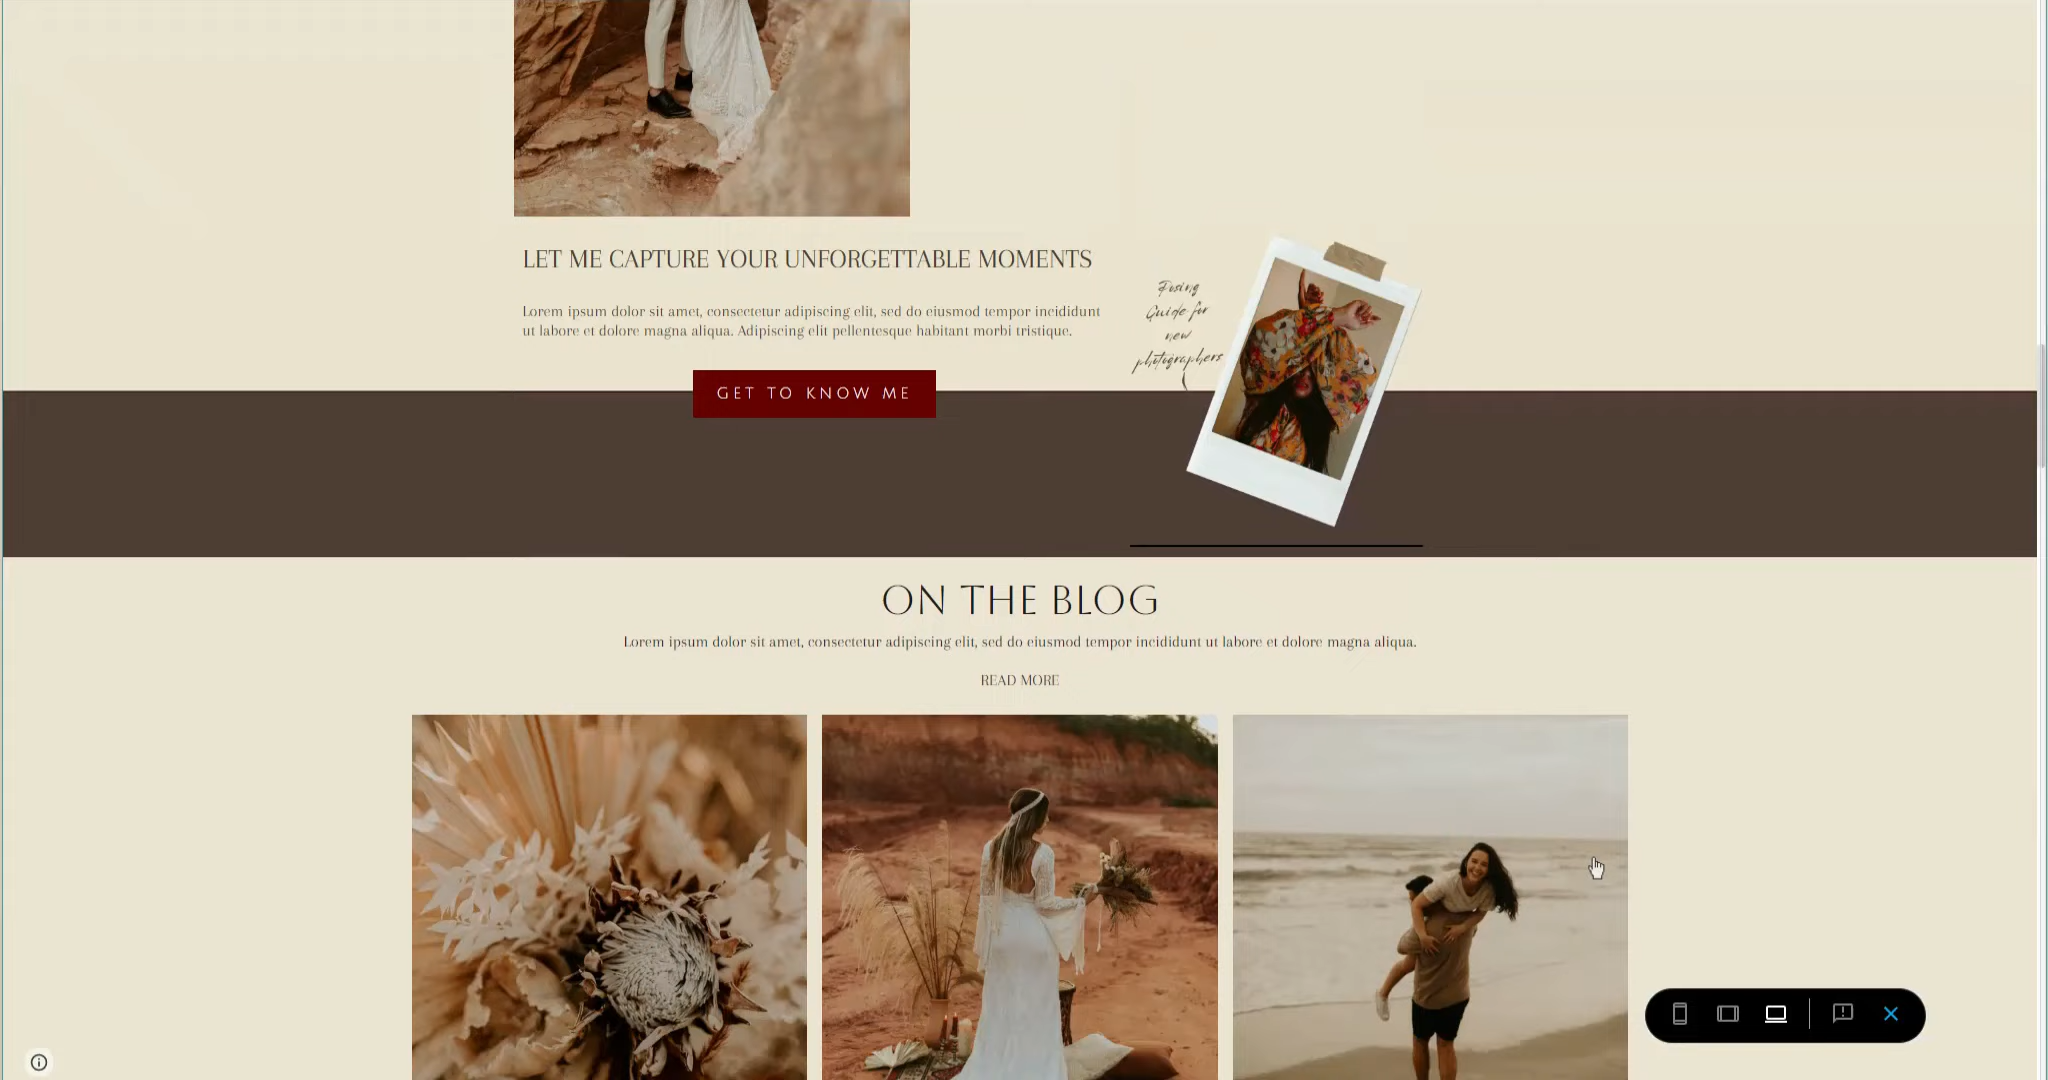 LET ME CAPTURE YOUR UNFORGETTABLE MOMENTS
Lorem ipsum dolor sit amet, consectetur adipiscing elit, sed do eiusmod tempor incididunt
ut labore et dolore magna aliqua. Adipiscing elit pellentesque habitant morbi tristique.
Posing
Guide for
new
photographers
GET TO KNOW ME
ON THE BLOG
Lorem ipsum dolor sit amet, consectetur adipiscing elit, sed do eiusmod tempor incididunt ut labore et dolore magna aliqua.
READ MORE